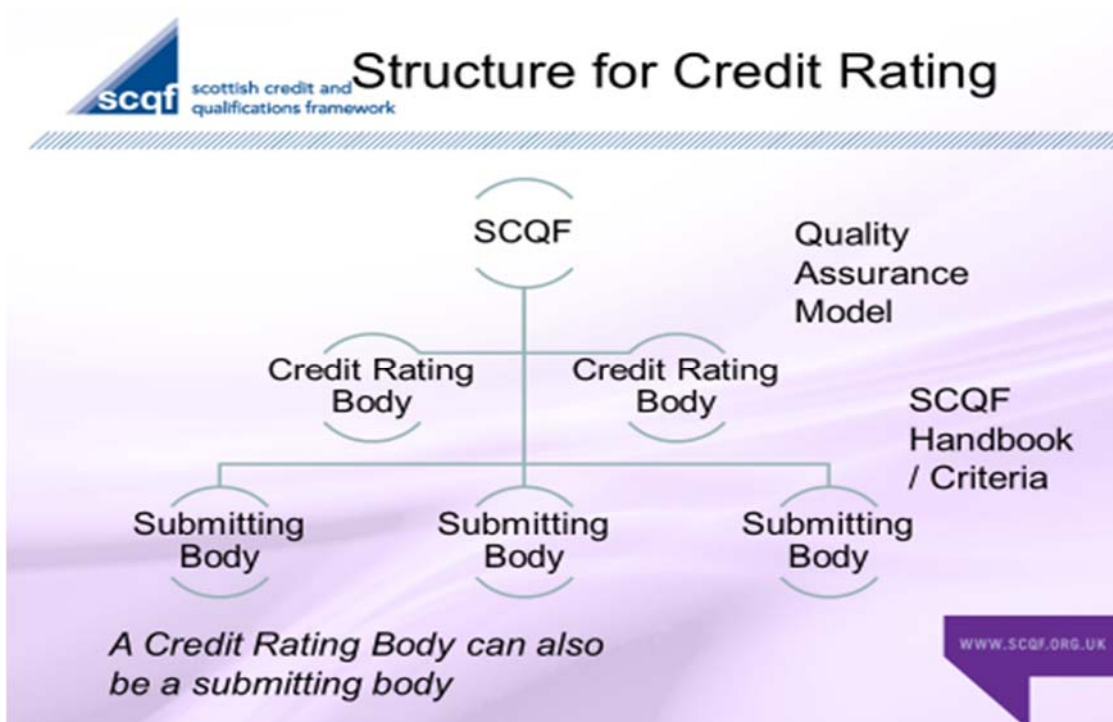 scqf
scottish credit and
qualifications framework
Structure for Credit Rating
SCQF
Quality
Assurance
Model
Credit Rating
Body
Credit Rating
Body
SCQF
Handbook
/ Criteria
Submitting
Body
Submitting
Body
Submitting
Body
A Credit Rating Body can also
be a submitting body
WWW.SCQF.ORG.UK